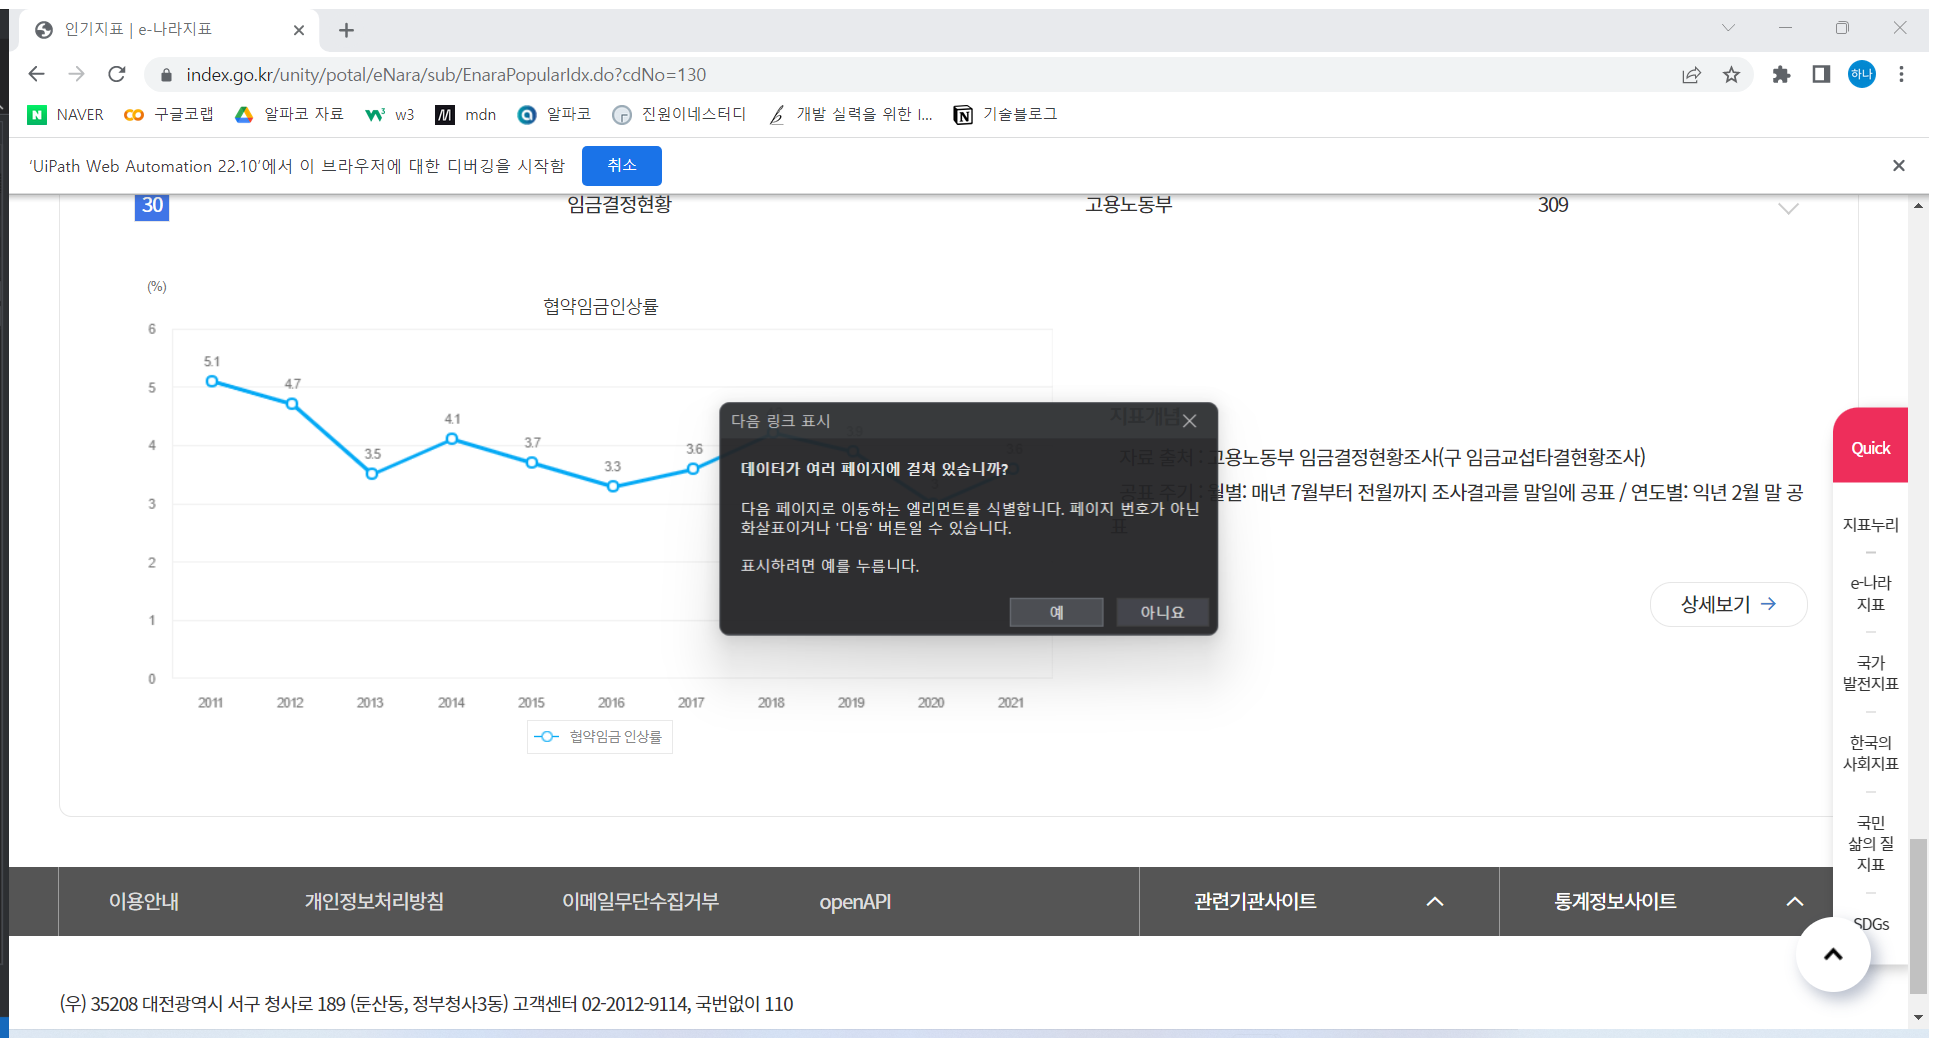 인기지표 | e-나라지표
index.go.kr/unity/potal/eNara/sub/EnaraPopularIdx.do?cdNo=130
하나
NAVER 구글코랩 알파코 자료 w3 mdn 알파코 진원이네스터디 개발 실력을 위한 I... 기술블로그
'UiPath Web Automation 22.10'에서 이 브라우저에 대한 디버깅을 시작함 취소
30 임금결정현황 고용노동부 309
(%)
협약임금인상률
6
5
4
3
2
1
0
5.1
4.7
3.5
4.1
3.7
3.3
3.6
2011 2012 2013 2014 2015 2016 2017 2018 2019 2020 2021
협약임금 인상률
다음 링크 표시
데이터가 여러 페이지에 걸쳐 있습니까?
다음 페이지로 이동하는 엘리먼트를 식별합니다. 페이지 번호가 아닌
화살표이거나 '다음' 버튼일 수 있습니다.
표시하려면 예를 누릅니다.
예 아니요
지표개념
자료 출처 : 고용노동부 임금결정현황조사(구 임금교섭타결현황조사)
공표 주기 : 월별: 매년 7월부터 전월까지 조사결과를 말일에 공표 / 연도별: 익년 2월 말 공
표
상세보기
Quick
지표누리
e-나라
지표
국가
발전지표
한국의
사회지표
국민
삶의 질
지표
SDGs
이용안내 개인정보처리방침 이메일무단수집거부 openAPI 관련기관사이트 통계정보사이트
(우) 35208 대전광역시 서구 청사로 189 (둔산동, 정부청사3동) 고객센터 02-2012-9114, 국번없이 110